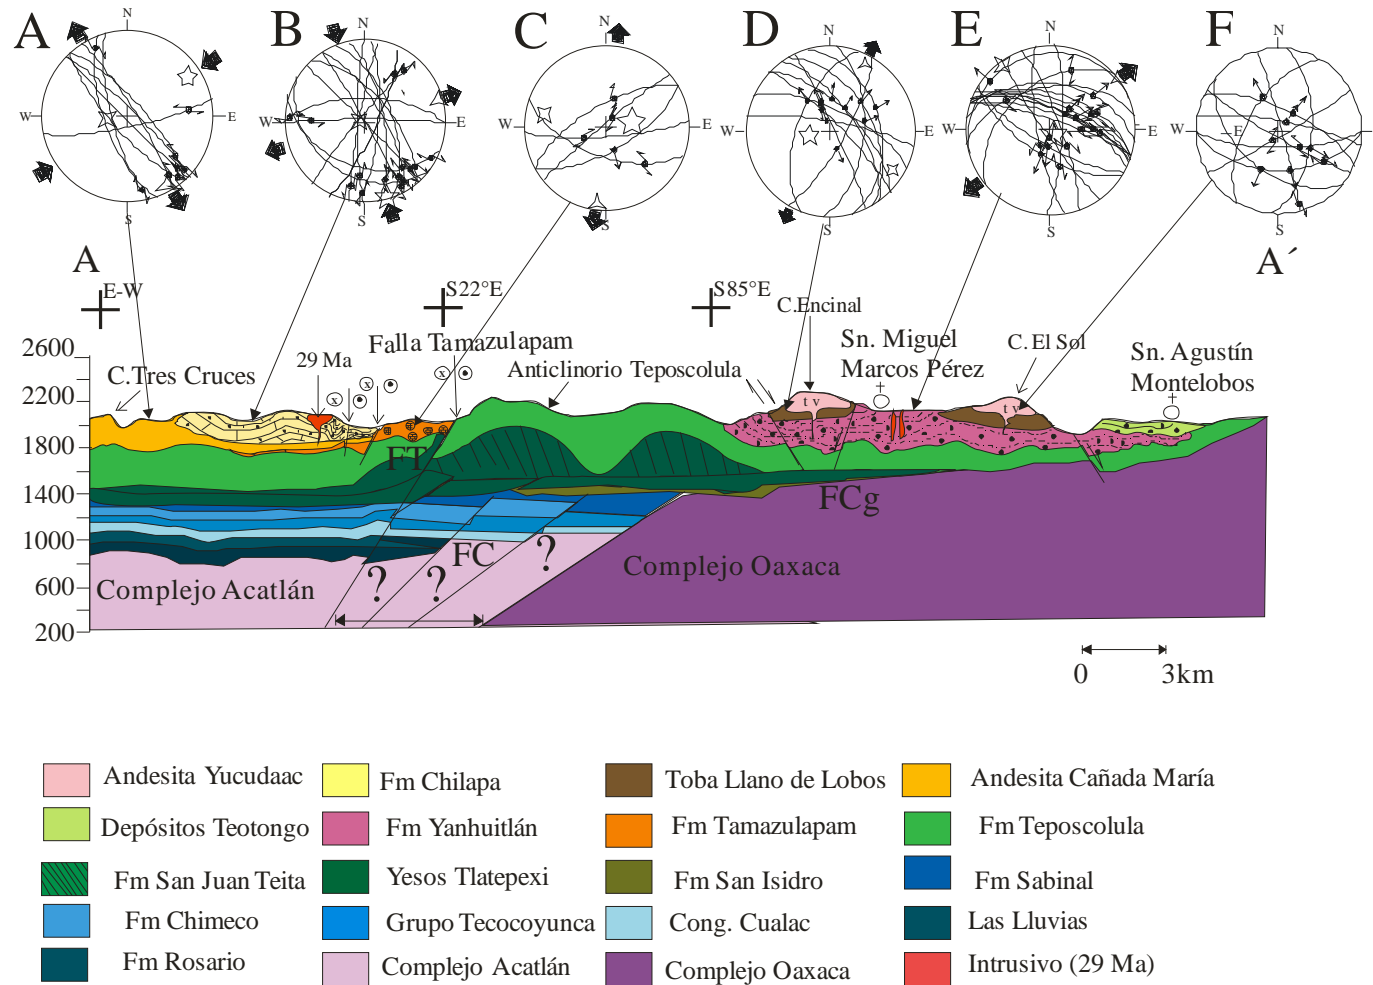 A
B
C
D
E
F
N
N
N
N
N
N
W
E
W
E
W
E
W
E
W
E
W
E
S
S
S
S
S
S
A
A´
E-W
S22°E
S85°E
C.Encinal
2600
2200
1800
1400
1000
600
200
C.Tres Cruces
29 Ma
Falla Tamazulapam
x
x
x
Anticlinorio Teposcolula
Sn. Miguel
Marcos Pérez
C. El Sol
Sn. Agustín
Montelobos
t v
t v
FT
FCg
FC
?
?
?
Complejo Acatlán
Complejo Oaxaca
0
3km
Andesita Yucudaac
Fm Chilapa
Toba Llano de Lobos
Andesita Cañada María
Depósitos Teotongo
Fm Yanhuitlán
Fm Tamazulapam
Fm Teposcolula
Fm San Juan Teita
Yesos Tlatepexi
Fm San Isidro
Fm Sabinal
Fm Chimeco
Grupo Tecocoyunca
Cong. Cualac
Las Lluvias
Fm Rosario
Complejo Acatlán
Complejo Oaxaca
Intrusivo (29 Ma)